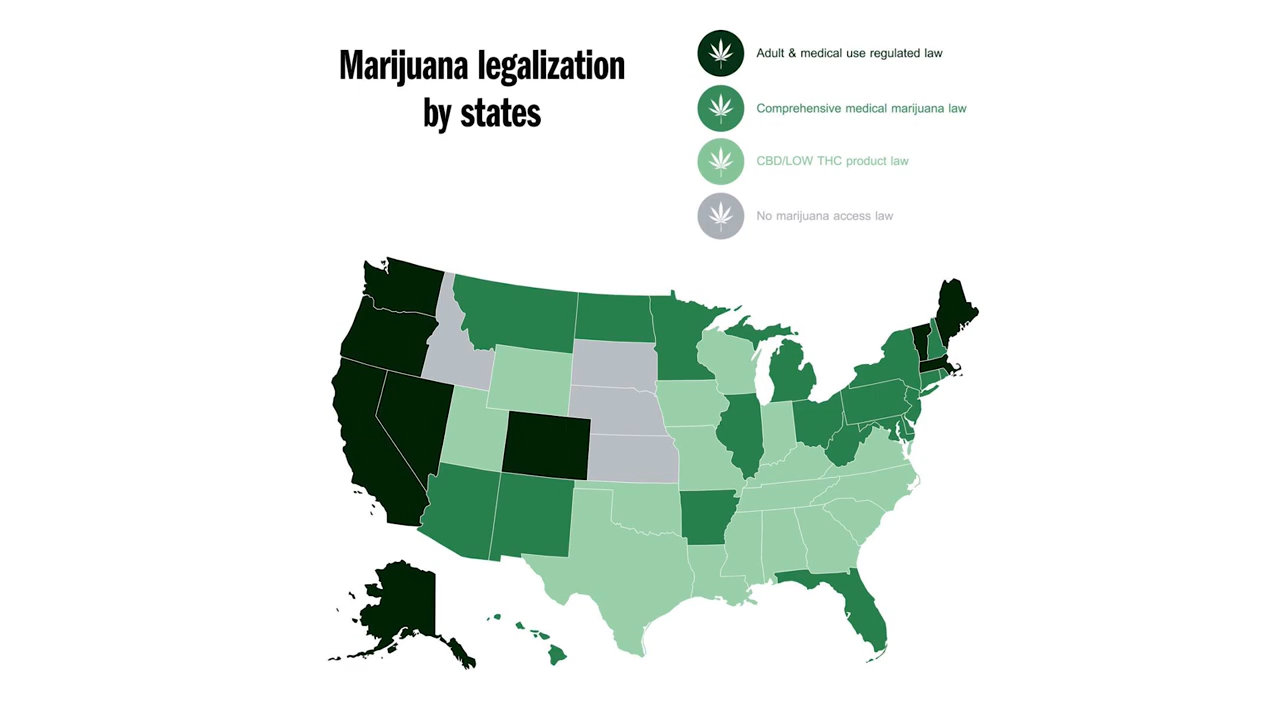 Marijuana legalization
by states
Adult & medical use regulated law
Comprehensive medical marijuana law
CBD/LOW THC product law
No marijuana access law